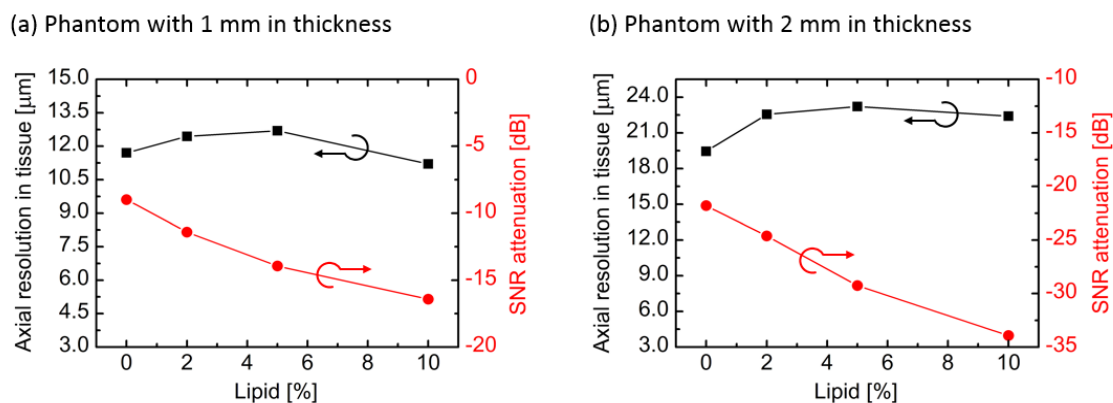 (a) Phantom with 1 mm in thickness
(b) Phantom with 2 mm in thickness
Axial resolution in tissue [μm]
15.0
13.5
12.0
10.5
9.0
7.5
6.0
4.5
3.0
0
-5
-10
-15
-20
SNR attenuation [dB]
0 2 4 6 8 10
Lipid [%]
Axial resolution in tissue [μm]
24.0
21.0
18.0
15.0
12.0
9.0
6.0
3.0
-10
-15
-20
-25
-30
-35
SNR attenuation [dB]
0 2 4 6 8 10
Lipid [%]